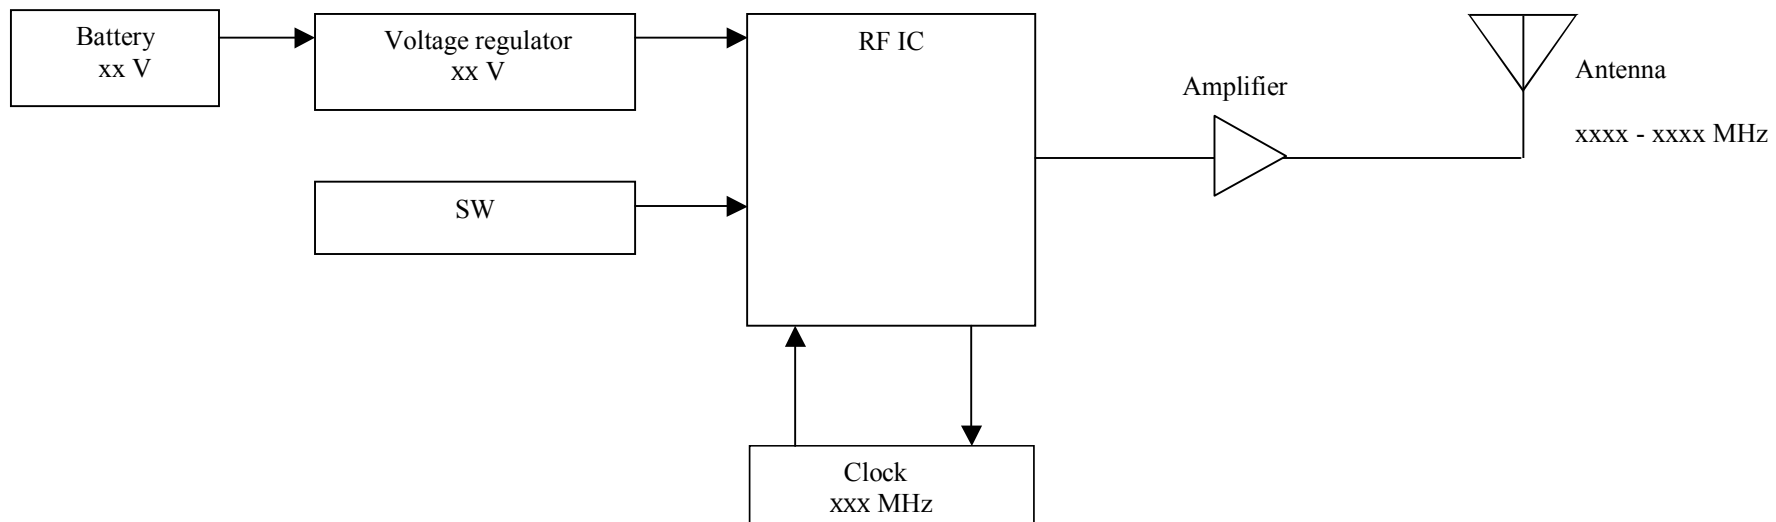 Battery
xx V
Voltage regulator
xx V
RF IC
Amplifier
Antenna
xxxx - xxxx MHz
SW
Clock
xxx MHz